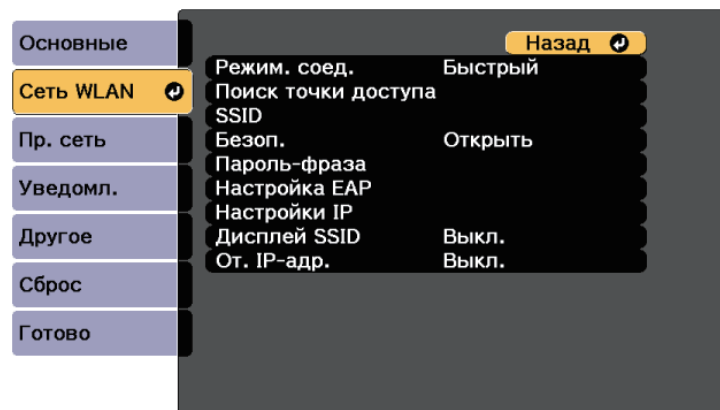 Основные
Сеть WLAN
Пр. сеть
Уведомл.
Другое
Сброс
Готово
Назад
Режим. соед. Быстрый
Поиск точки доступа
SSID
Безоп. Открыть
Пароль-фраза
Настройка EAP
Настройки IP
Дисплей SSID Выкл.
От. IP-адр. Выкл.